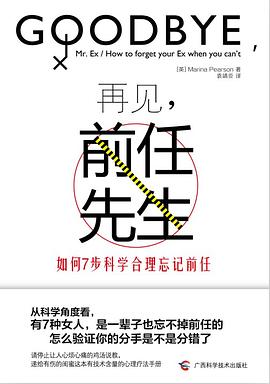 GOODBYE,
Mr. Ex / How to forget your Ex when you can't
[英] Marina Pearson 著
袁婧臣 译
再见，
前任
先生
如何7步科学合理忘记前任
从科学角度看，
有7种女人，是一辈子也忘不掉前任的
怎么验证你的分手是不是分错了
请停止让人心烦心痛的鸡汤说教，
递给有伤的闺蜜这本有技术含量的心理疗法手册
广西科学技术出版社